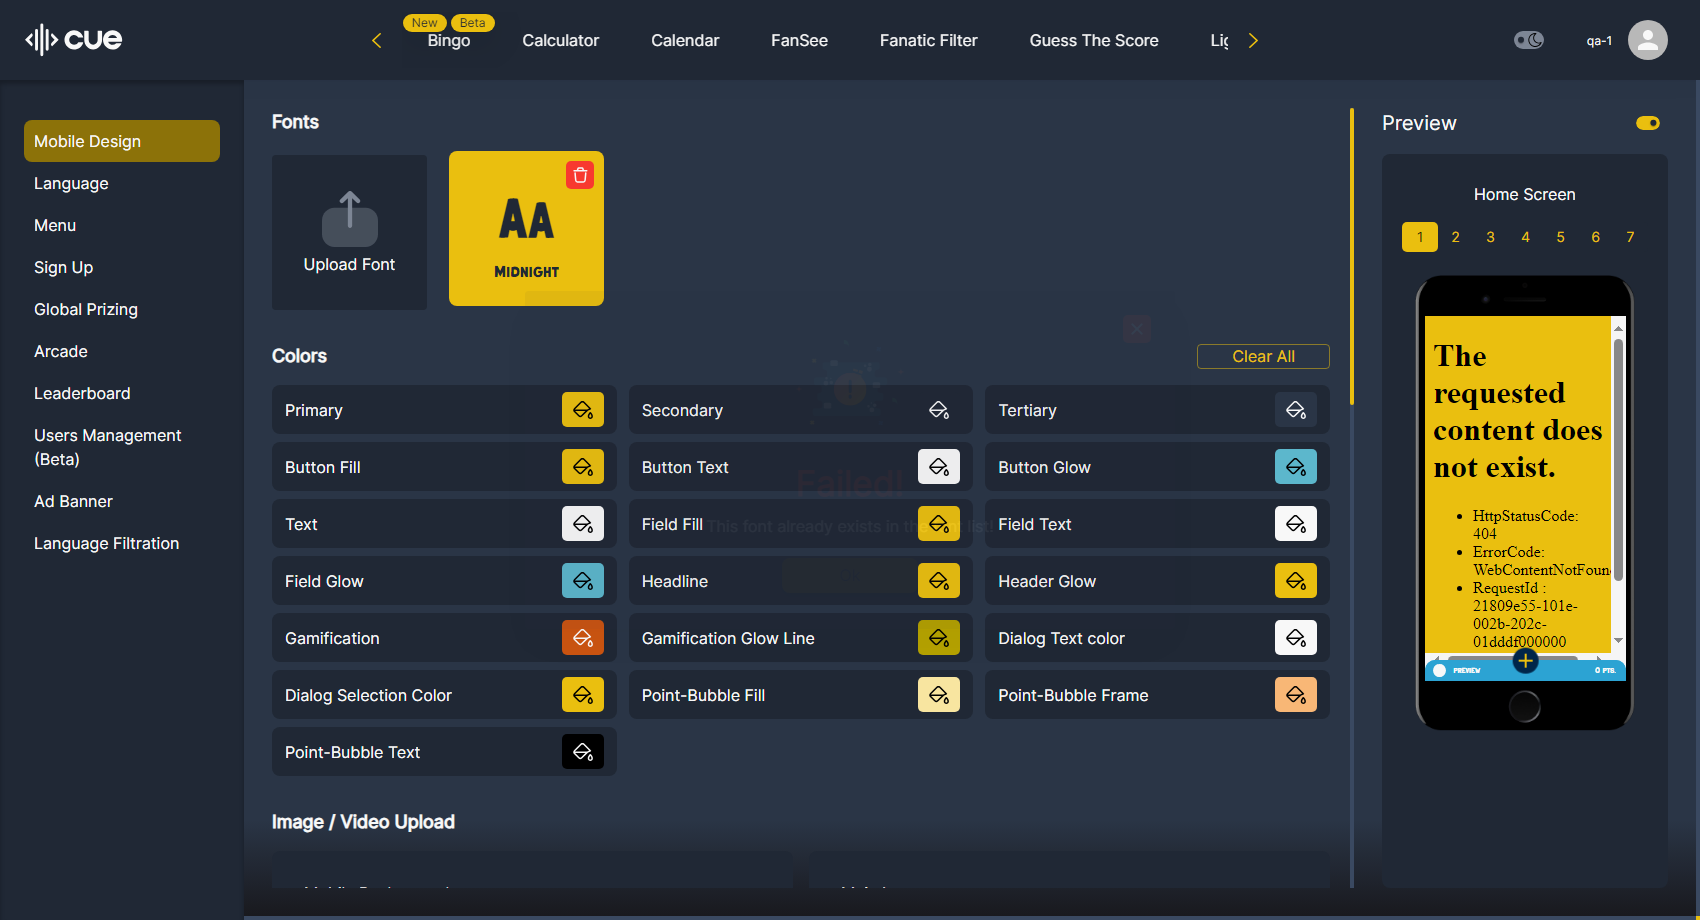 cue
New
Beta
Bingo
Calculator
Calendar
FanSee
Fanatic Filter
Guess The Score
Lig
qa-1
Mobile Design
Language
Menu
Sign Up
Global Prizing
Arcade
Leaderboard
Users Management
(Beta)
Ad Banner
Language Filtration
Fonts
Upload Font
AA
MIDNIGHT
Colors
Clear All
Primary
Secondary
Tertiary
Button Fill
Button Text
Button Glow
Failed!
Text
Field Fill
This font already exists in the font list!
Field Text
Field Glow
Headline
Header Glow
Gamification
Gamification Glow Line
Dialog Text color
Dialog Selection Color
Point-Bubble Fill
Point-Bubble Frame
Point-Bubble Text
Image / Video Upload
Preview
Home Screen
1 2 3 4 5 6 7
The
requested
content does
not exist.
HttpStatusCode:
404
ErrorCode:
WebContentNotFoun
RequestId :
21809e55-101e-
002b-202c-
01dddf000000
PREVIEW
0 PTS.